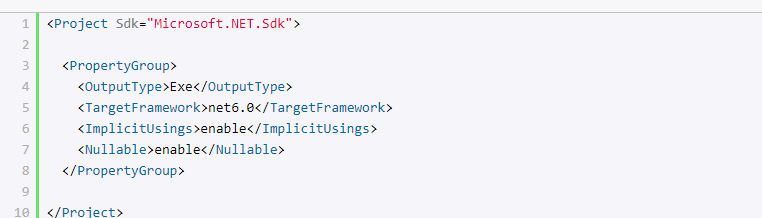 1 <Project Sdk="Microsoft.NET.Sdk">
2
3 <PropertyGroup>
4 <OutputType>Exe</OutputType>
5 <TargetFramework>net6.0</TargetFramework>
6 <ImplicitUsings>enable</ImplicitUsings>
7 <Nullable>enable</Nullable>
8 </PropertyGroup>
9
10 </Project>